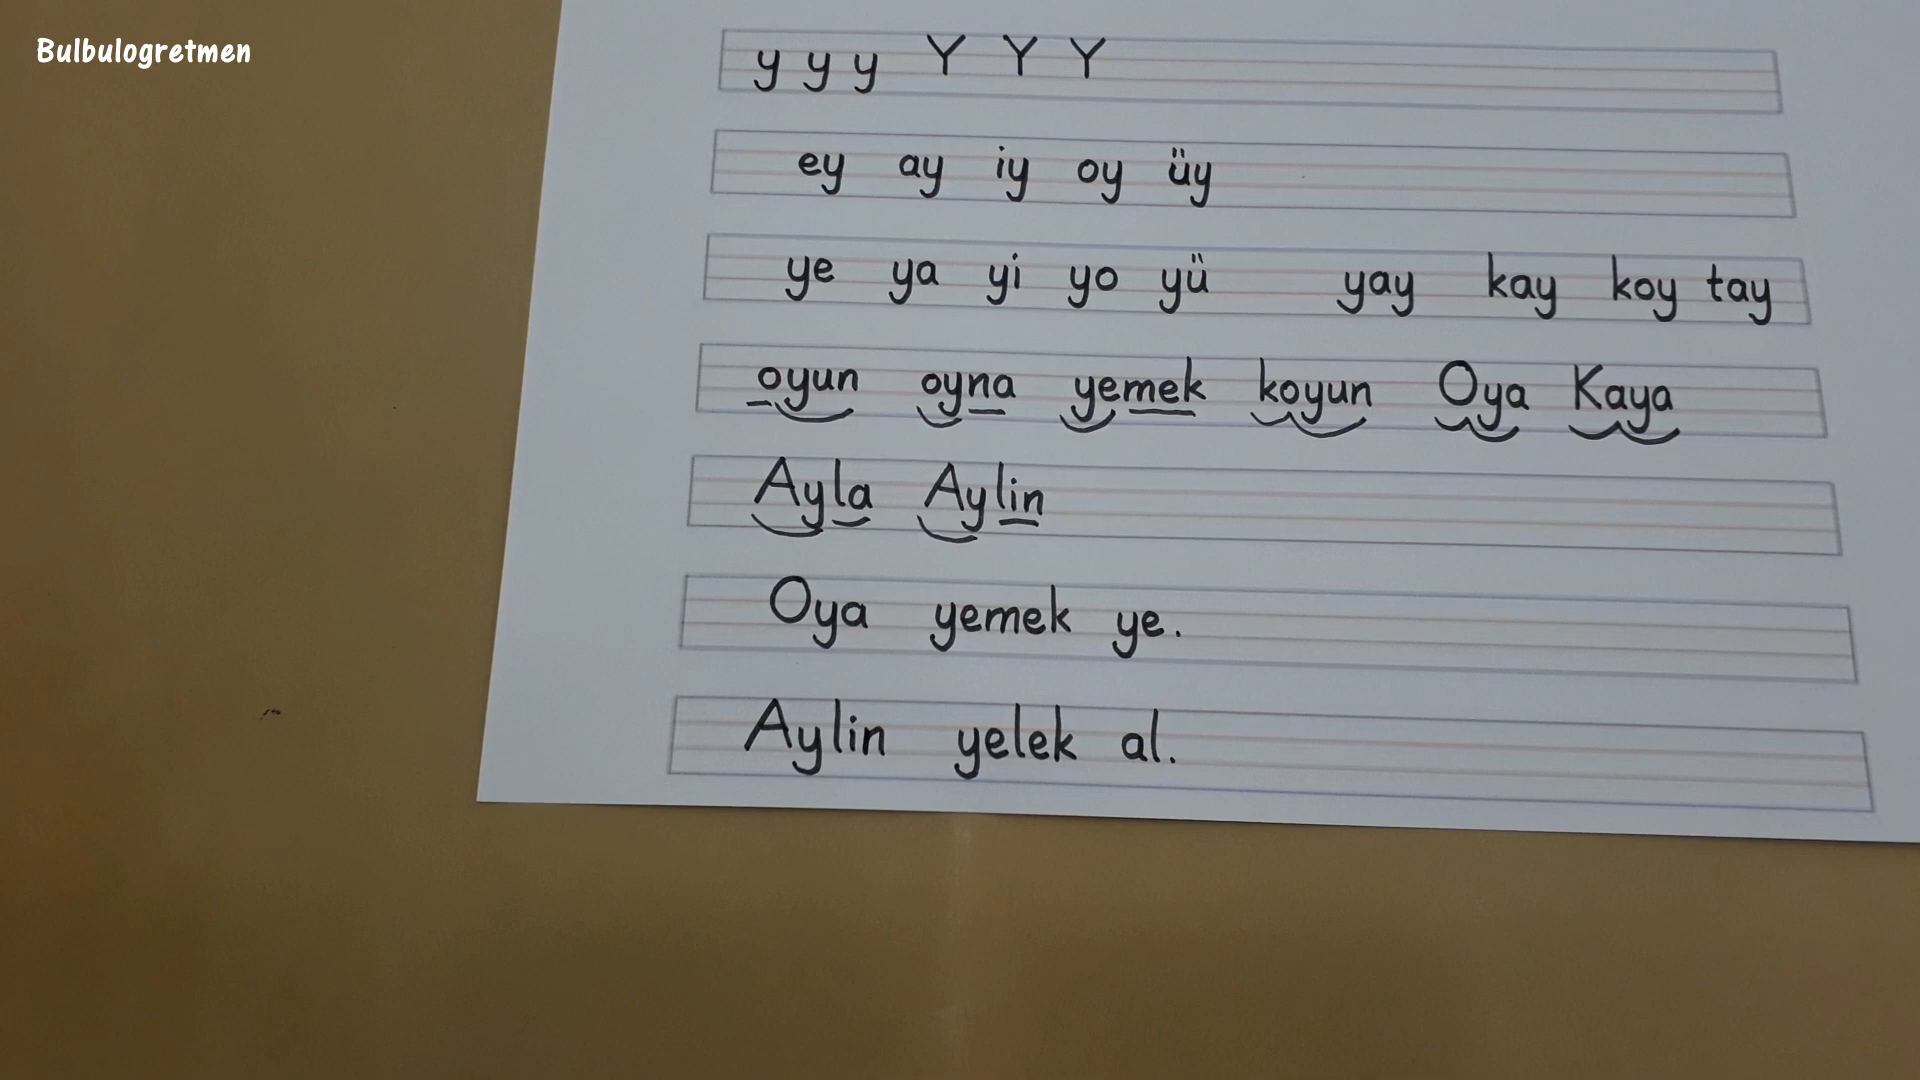 Bulbulogretmen
y y y Y Y Y
ey ay iy oy üy
ye ya yi yo yü yay kay koy tay
oyun oyna yemek koyun Oya Kaya
Ayla Aylin
Oya yemek ye.
Aylin yelek al.